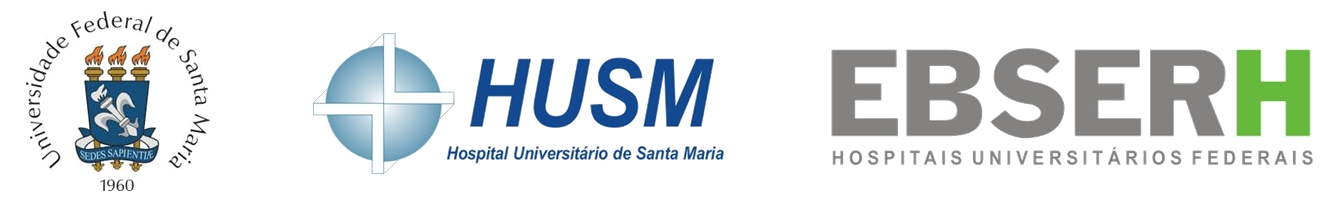 Universidade Federal de Santa Maria
SEDES SAPIENTIÆ
1960
HUSM
Hospital Universitário de Santa Maria
EBSERH
HOSPITAIS UNIVERSITÁRIOS FEDERAIS